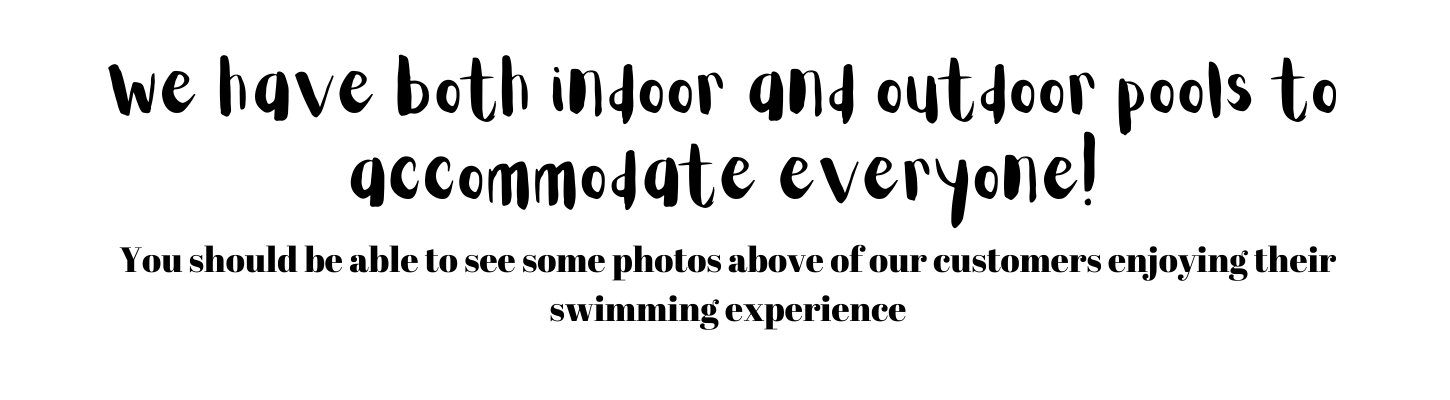 we have both indoor and outdoor pools to
accommodate everyone!
You should be able to see some photos above of our customers enjoying their
swimming experience